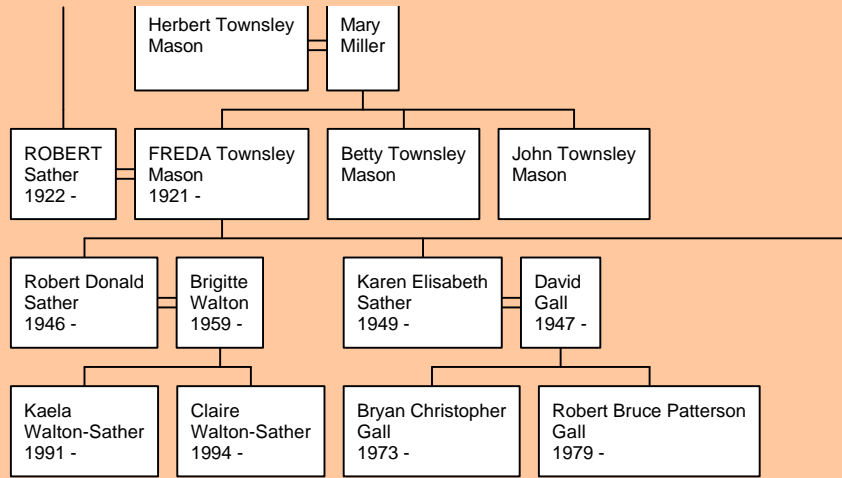 Herbert Townsley
Mason
Mary
Miller
ROBERT
Sather
1922 -
FREDA Townsley
Mason
1921 -
Betty Townsley
Mason
John Townsley
Mason
Robert Donald
Sather
1946 -
Brigitte
Walton
1959 -
Karen Elisabeth
Sather
1949 -
David
Gall
1947 -
Kaela
Walton-Sather
1991 -
Claire
Walton-Sather
1994 -
Bryan Christopher
Gall
1973 -
Robert Bruce Patterson
Gall
1979 -